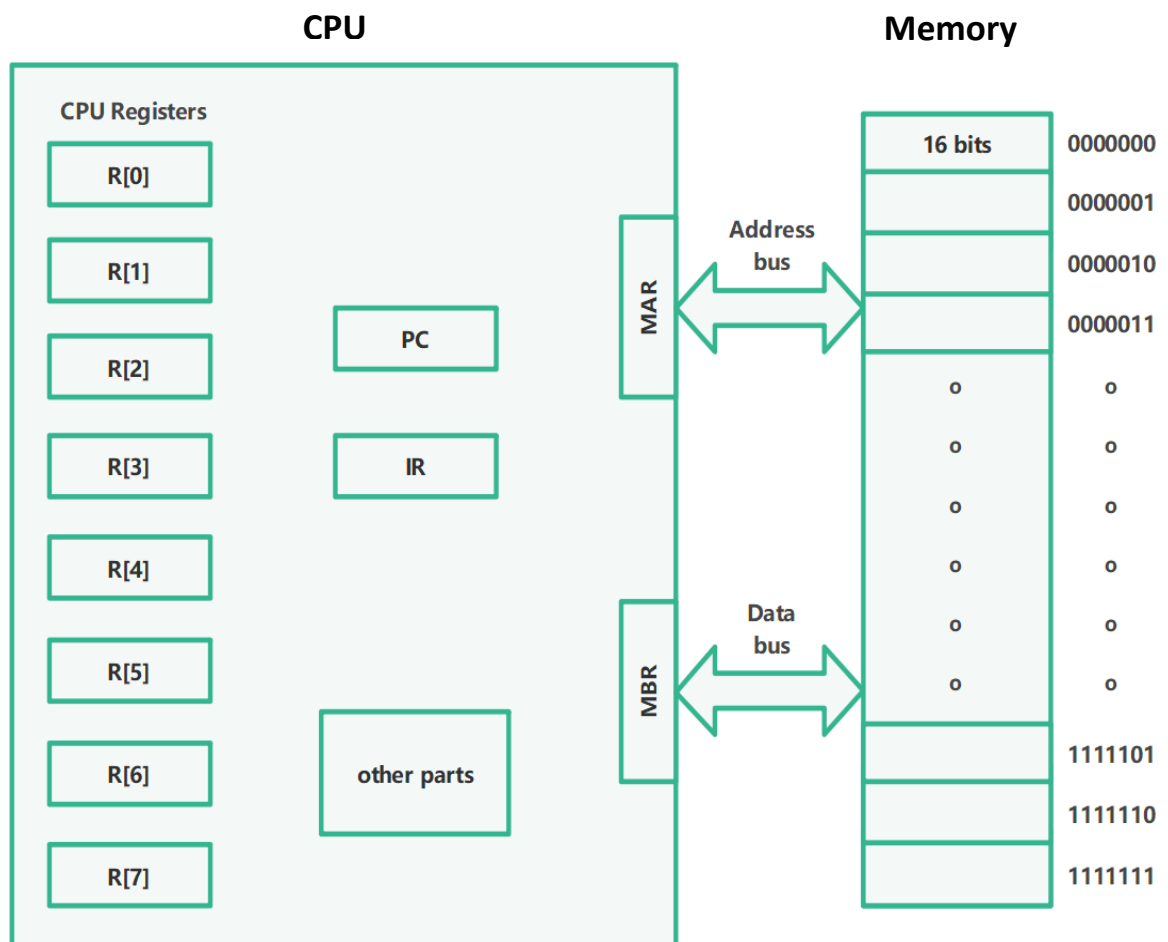 CPU
Memory
CPU Registers
R[0]
R[1]
R[2]
R[3]
R[4]
R[5]
R[6]
R[7]
PC
IR
other parts
MAR
MBR
Address
bus
Data
bus
16 bits
0000000
0000001
0000010
0000011
o o
o o
o o
o o
o o
o o
1111101
1111110
1111111